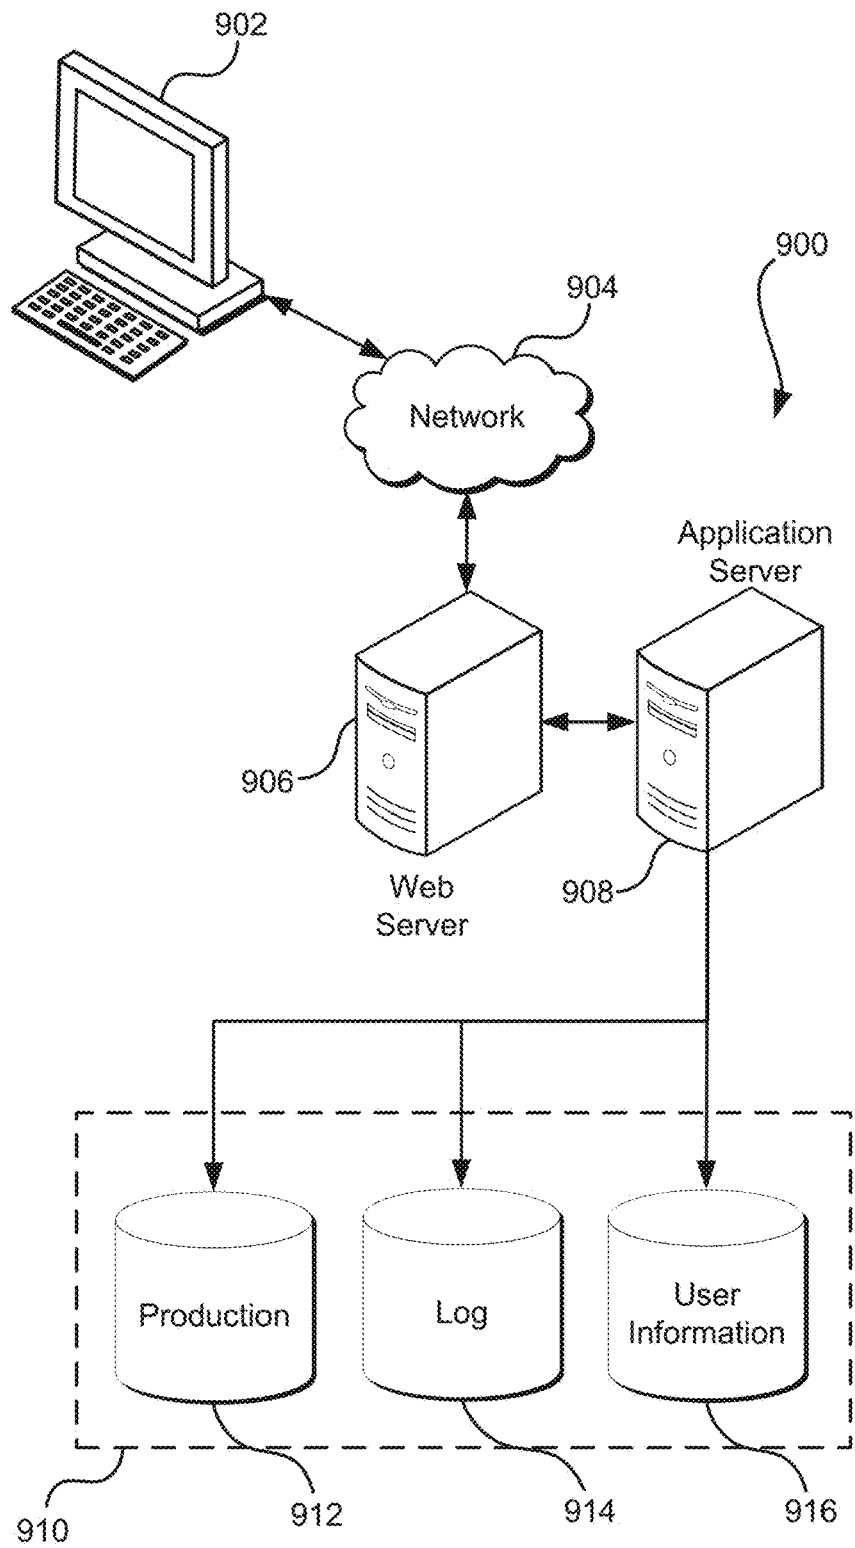 902
900
904
Network
Application
Server
906
908
Web
Server
Production
Log
User
Information
910
912
914
916